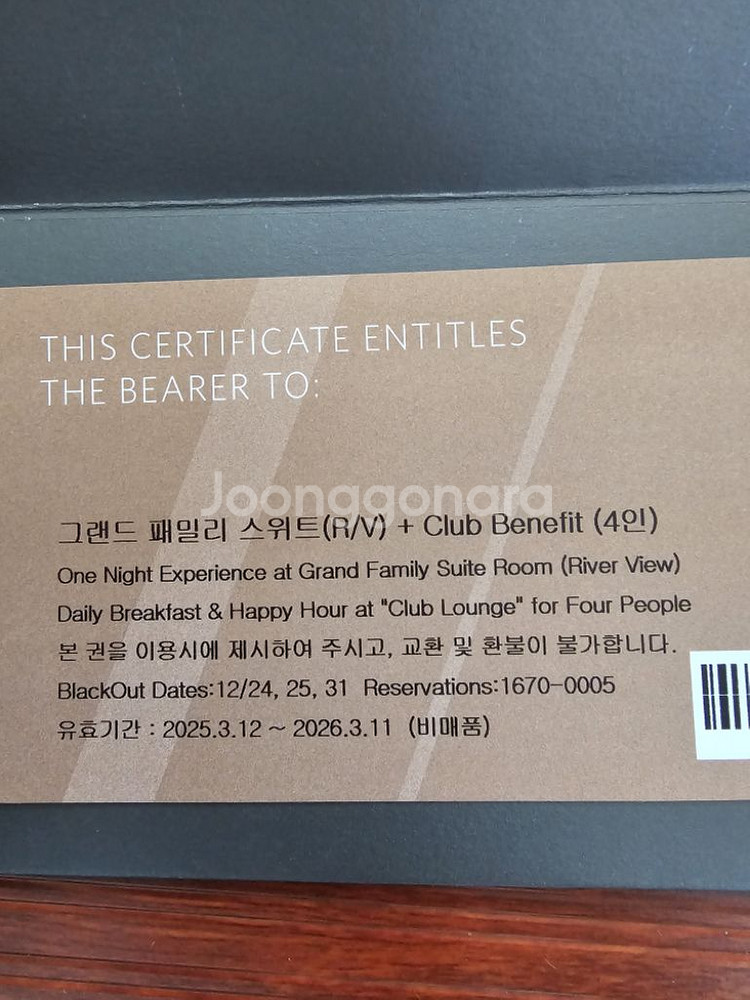 THIS CERTIFICATE ENTITLES
THE BEARER TO:
Joonggonara
그랜드 패밀리 스위트(R/V) + Club Benefit (4인)
One Night Experience at Grand Family Suite Room (River View)
Daily Breakfast & Happy Hour at "Club Lounge" for Four People
본 권을 이용시에 제시하여 주시고, 교환 및 환불이 불가합니다.
BlackOut Dates:12/24, 25, 31 Reservations:1670-0005
유효기간 : 2025.3.12 ~ 2026.3.11 (비매품)